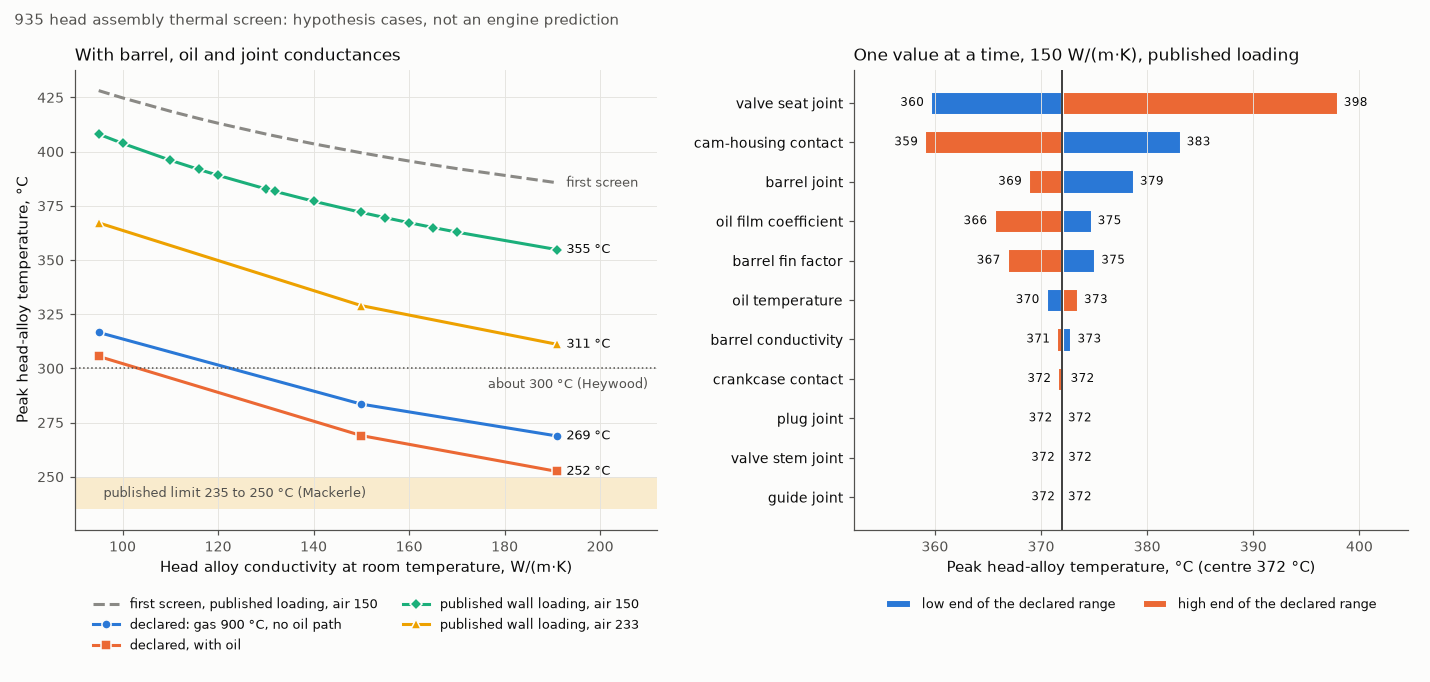 935 head assembly thermal screen: hypothesis cases, not an engine prediction
With barrel, oil and joint conductances
Peak head-alloy temperature, °C
425
400
375
350
325
300
275
250
first screen
355 °C
311 °C
about 300 °C (Heywood)
269 °C
252 °C
published limit 235 to 250 °C (Mackerle)
100 120 140 160 180 200
Head alloy conductivity at room temperature, W/(m·K)
first screen, published loading, air 150
declared: gas 900 °C, no oil path
declared, with oil
published wall loading, air 150
published wall loading, air 233
One value at a time, 150 W/(m·K), published loading
valve seat joint 360 398
cam-housing contact 359 383
barrel joint 369 379
oil film coefficient 366 375
barrel fin factor 367 375
oil temperature 370 373
barrel conductivity 371 373
crankcase contact 372 372
plug joint 372 372
valve stem joint 372 372
guide joint 372 372
360 370 380 390 400
Peak head-alloy temperature, °C (centre 372 °C)
low end of the declared range
high end of the declared range